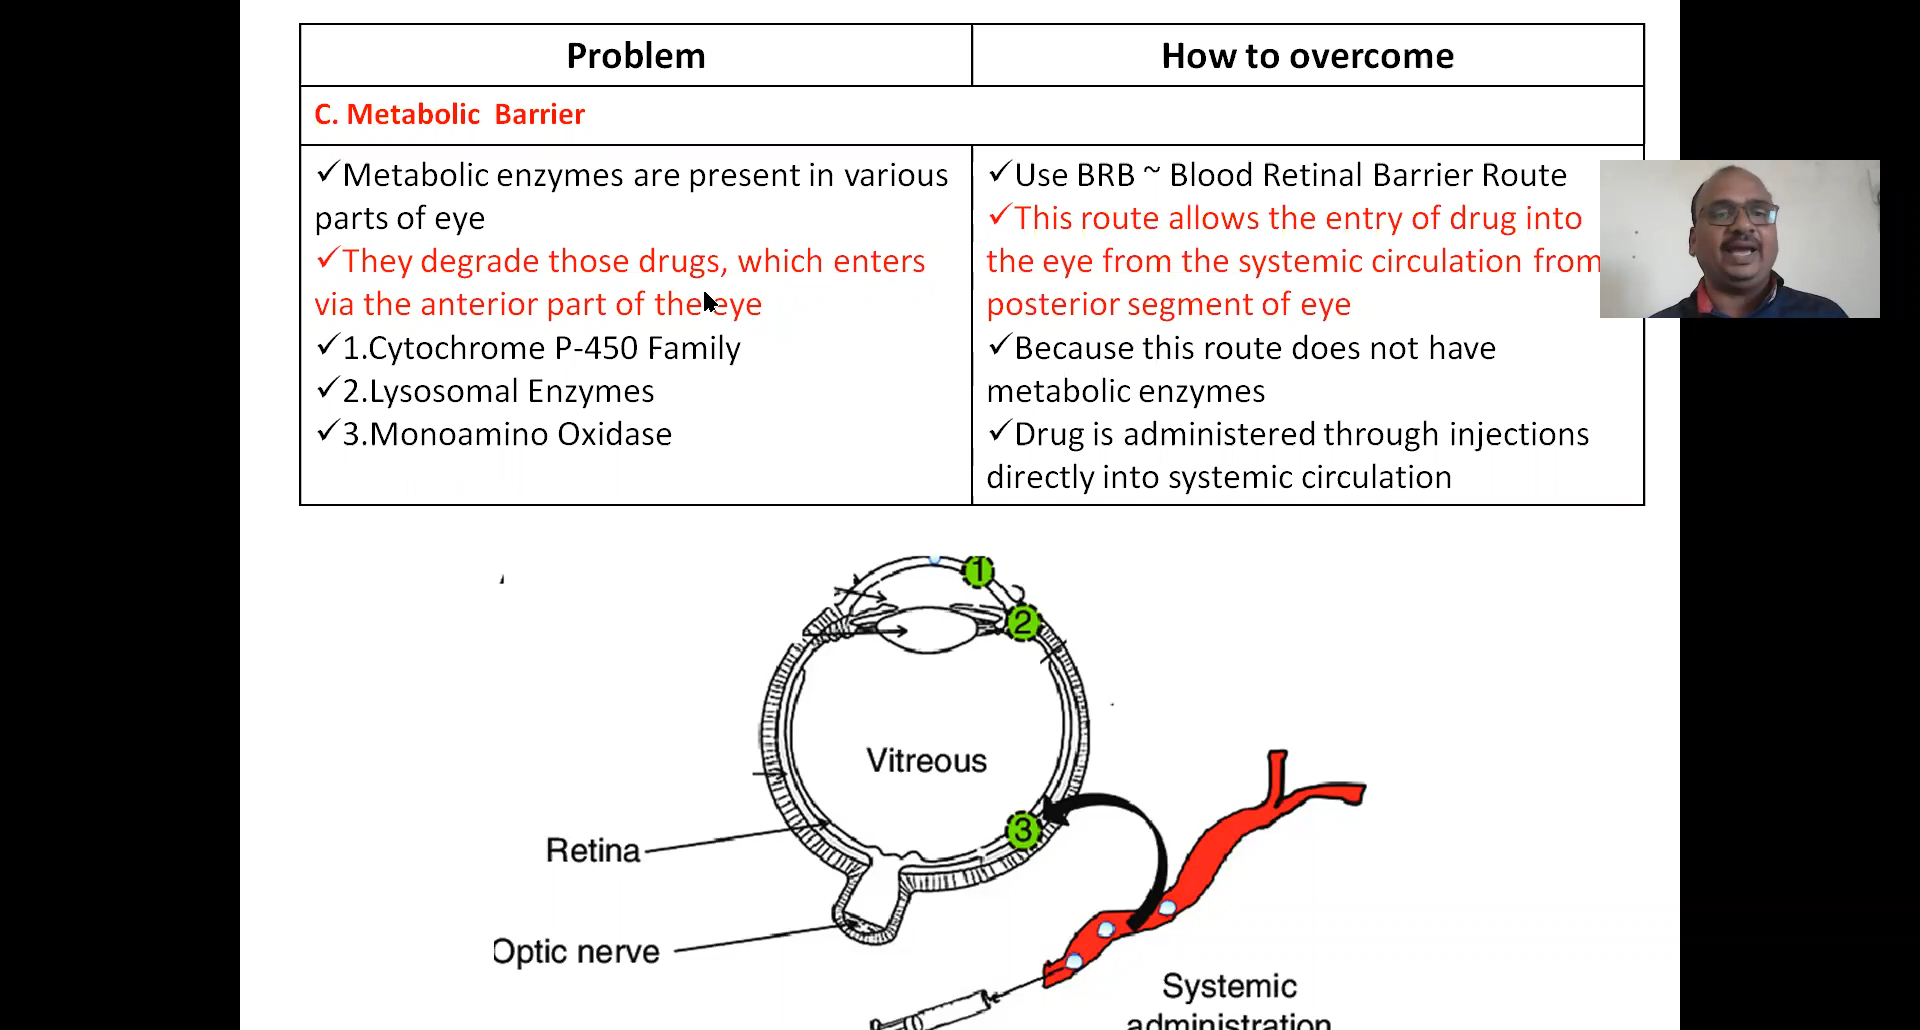 Problem
How to overcome
C. Metabolic Barrier
✓Metabolic enzymes are present in various
parts of eye
✓They degrade those drugs, which enters
via the anterior part of the eye
✓1.Cytochrome P-450 Family
✓2.Lysosomal Enzymes
✓3.Monoamino Oxidase
✓Use BRB ~ Blood Retinal Barrier Route
✓This route allows the entry of drug into
the eye from the systemic circulation from
posterior segment of eye
✓Because this route does not have
metabolic enzymes
✓Drug is administered through injections
directly into systemic circulation
1
2
Vitreous
3
Retina
Optic nerve
Systemic
administration